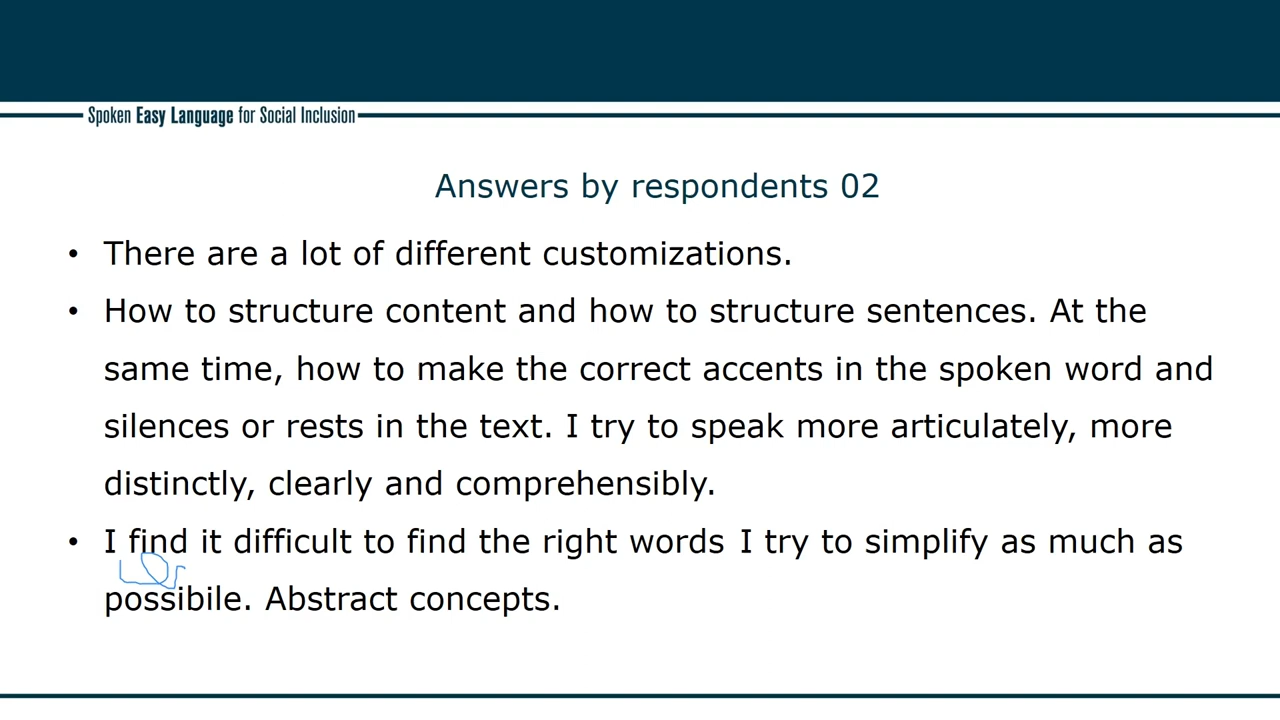 Spoken Easy Language for Social Inclusion
Answers by respondents 02
• There are a lot of different customizations.
• How to structure content and how to structure sentences. At the
same time, how to make the correct accents in the spoken word and
silences or rests in the text. I try to speak more articulately, more
distinctly, clearly and comprehensibly.
• I find it difficult to find the right words I try to simplify as much as
possibile. Abstract concepts.